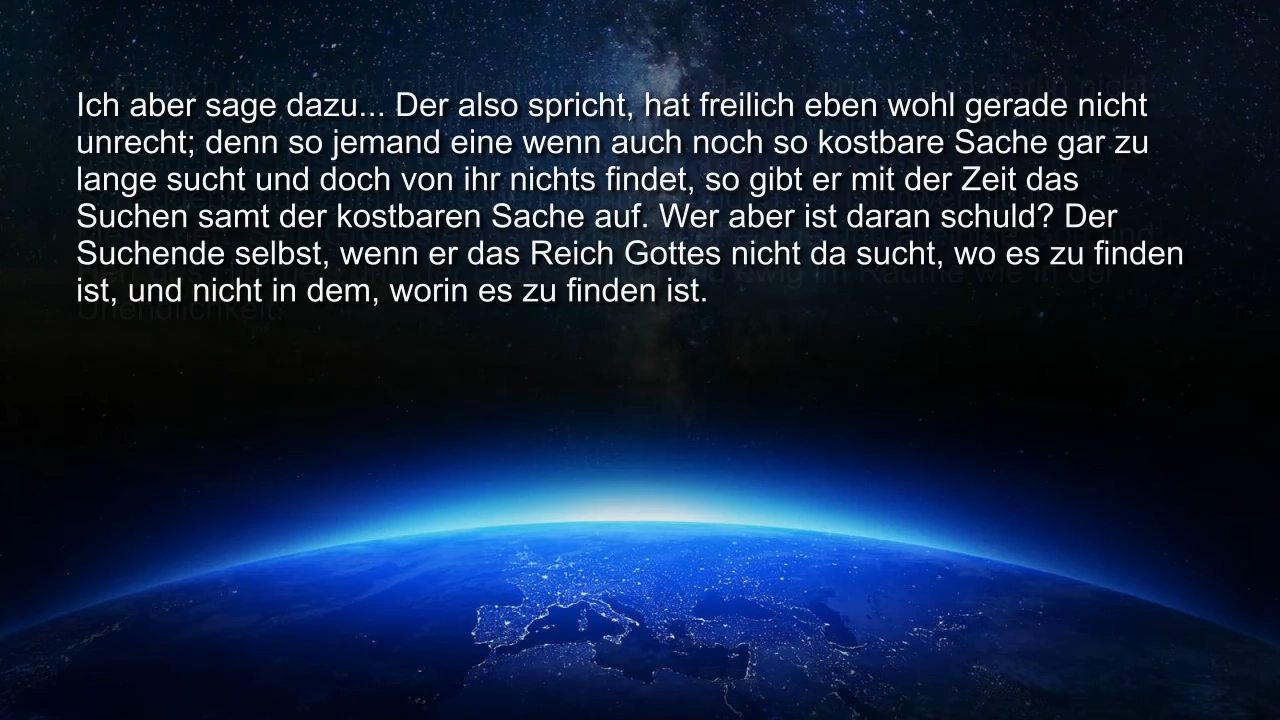 Ich aber sage dazu... Der also spricht, hat freilich eben wohl gerade nicht
unrecht; denn so jemand eine wenn auch noch so kostbare Sache gar zu
lange sucht und doch von ihr nichts findet, so gibt er mit der Zeit das
Suchen samt der kostbaren Sache auf. Wer aber ist daran schuld? Der
Suchende selbst, wenn er das Reich Gottes nicht da sucht, wo es zu finden
ist, und nicht in dem, worin es zu finden ist.